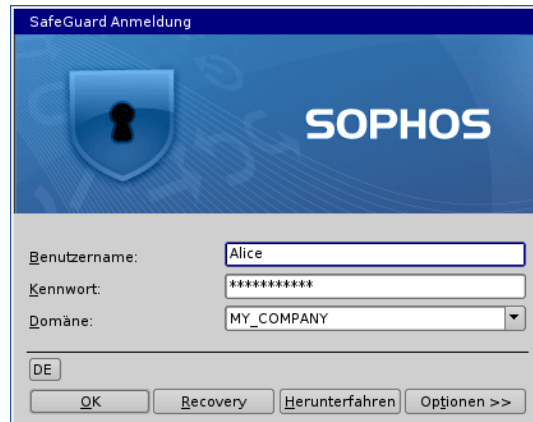 SafeGuard Anmeldung
SOPHOS
Benutzername: Alice
Kennwort: ***********
Domäne: MY_COMPANY
DE
OK Recovery Herunterfahren Optionen >>